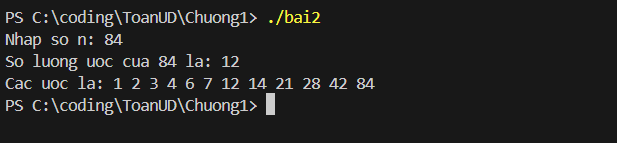 PS C:\coding\ToanUD\Chuong1> ./bai2
Nhap so n: 84
So luong uoc cua 84 la: 12
Cac uoc la: 1 2 3 4 6 7 12 14 21 28 42 84
PS C:\coding\ToanUD\Chuong1>